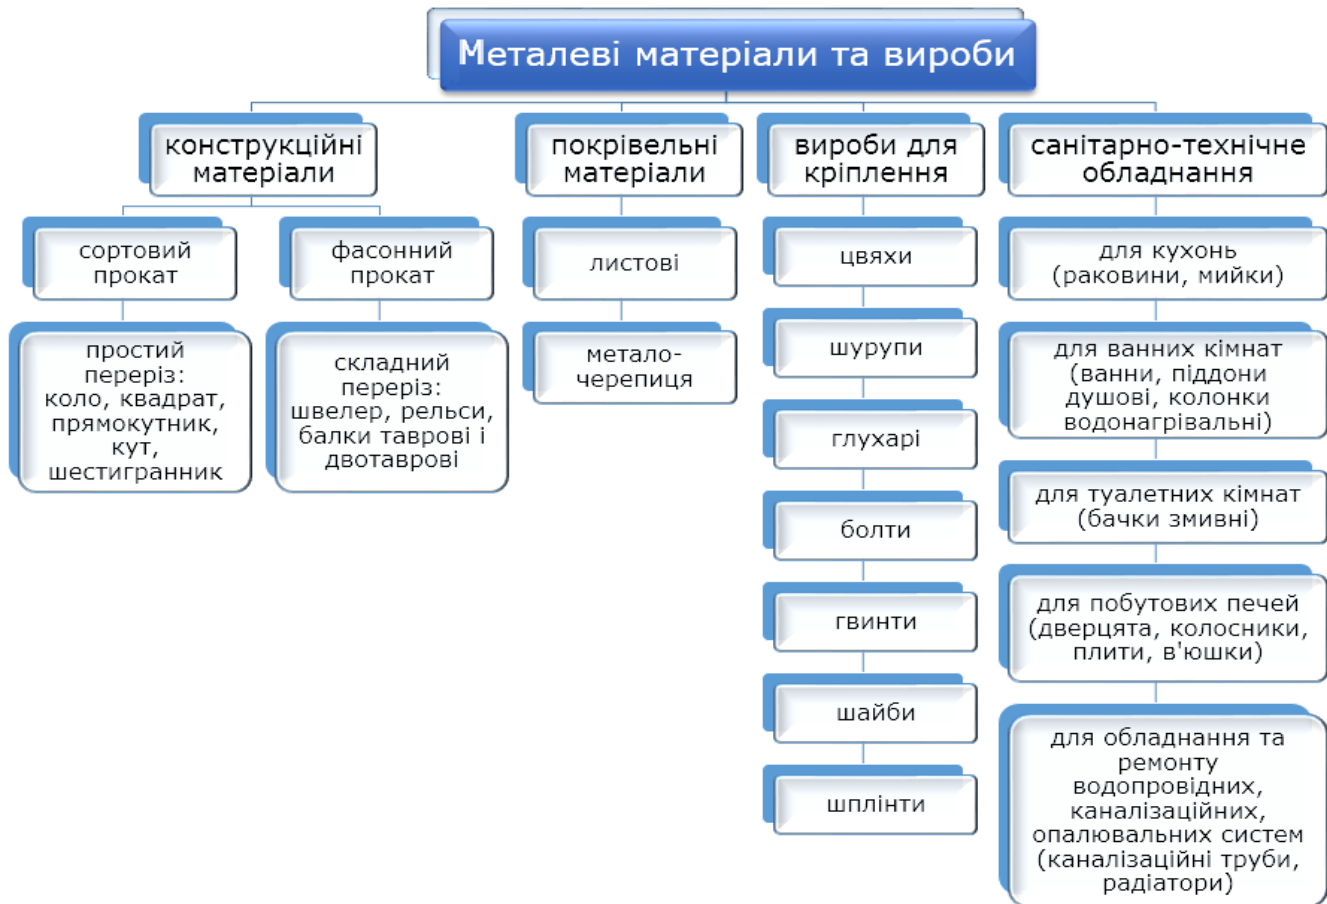 Металеві матеріали та вироби
конструкційні
матеріали
сортовий
прокат
простий
переріз:
коло, квадрат,
прямокутник,
кут,
шестигранник
фасонний
прокат
складний
переріз:
швелер, рельси,
балки таврові і
двотаврові
покрівельні
матеріали
листові
метало-
черепиця
вироби для
кріплення
цвяхи
шурупи
глухарі
болти
гвинти
шайби
шплінти
санітарно-технічне
обладнання
для кухонь
(раковини, мийки)
для ванних кімнат
(ванни, піддони
душові, колонки
водонагрівальні)
для туалетних кімнат
(бачки змивні)
для побутових печей
(дверцята, колосники,
плити, в'юшки)
для обладнання та
ремонту
водопровідних,
каналізаційних,
опалювальних систем
(каналізаційні труби,
радіатори)